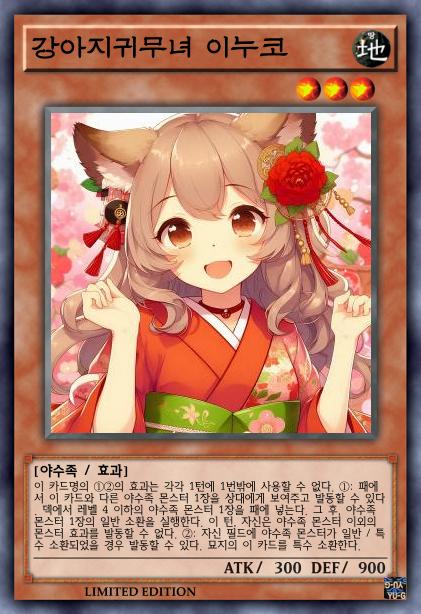 강아지귀무녀 이누코
땅
地
[야수족 / 효과]
이 카드명의 ①②의 효과는 각각 1턴에 1번밖에 사용할 수 없다. ①: 패에
서 이 카드와 다른 야수족 몬스터 1장을 상대에게 보여주고 발동할 수 있다
덱에서 레벨 4 이하의 야수족 몬스터 1장을 패에 넣는다. 그 후, 야수족
몬스터 1장의 일반 소환을 실행한다. 이 턴, 자신은 야수족 몬스터 이외의
몬스터 효과를 발동할 수 없다. ②: 자신 필드에 야수족 몬스터가 일반 / 특
수 소환되었을 경우 발동할 수 있다. 묘지의 이 카드를 특수 소환한다.
ATK/ 300 DEF/ 900
LIMITED EDITION